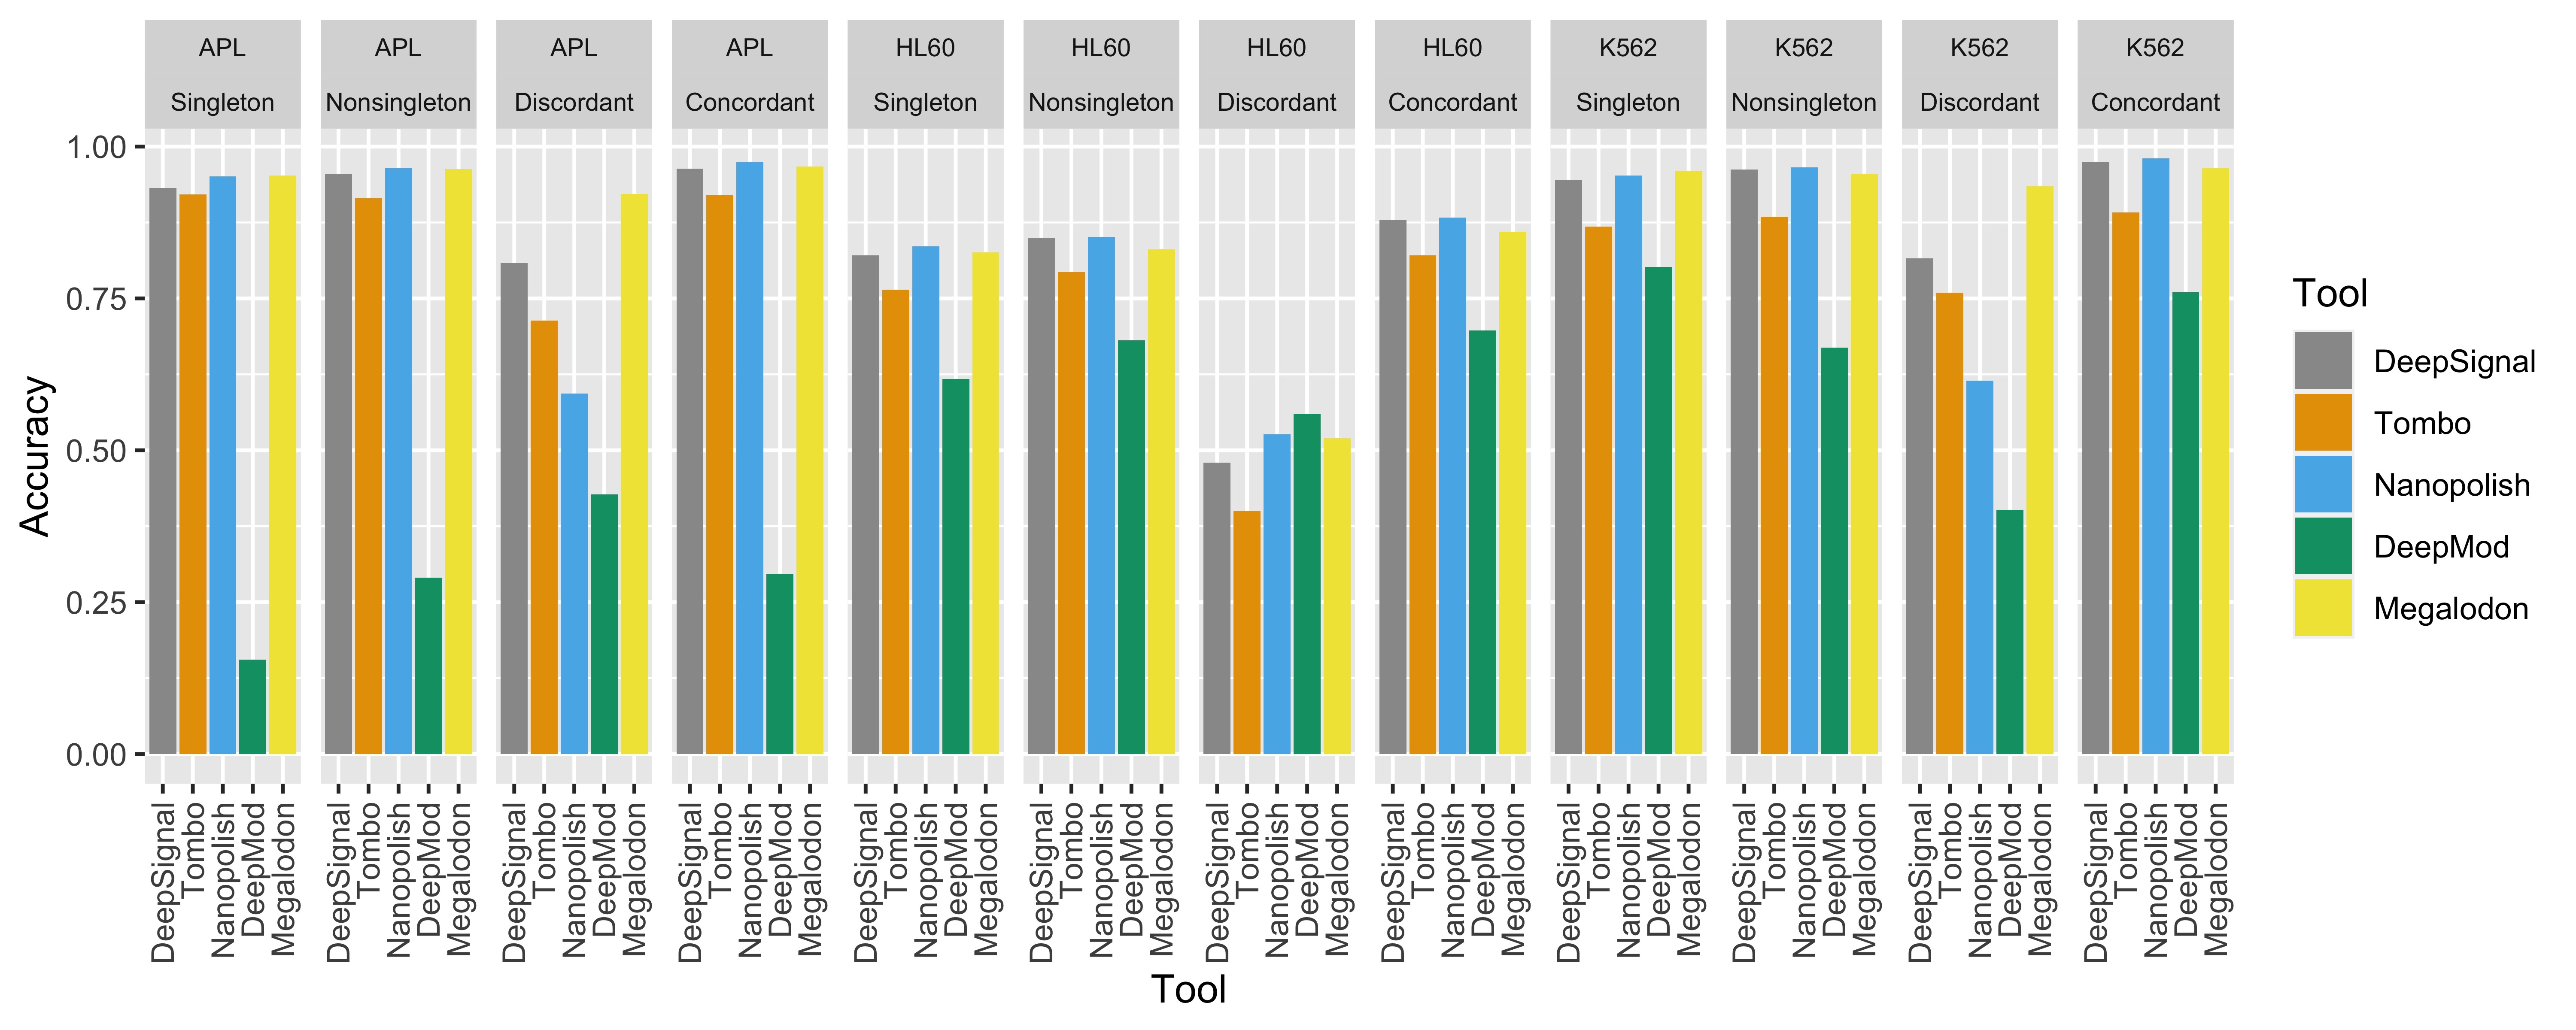 APL APL APL APL HL60 HL60 HL60 HL60 K562 K562 K562 K562
Singleton Nonsingleton Discordant Concordant Singleton Nonsingleton Discordant Concordant Singleton Nonsingleton Discordant Concordant
1.00
0.75
0.50
0.25
0.00
Accuracy
DeepSignal Tombo Nanopolish DeepMod Megalodon DeepSignal Tombo Nanopolish DeepMod Megalodon DeepSignal Tombo Nanopolish DeepMod Megalodon DeepSignal Tombo Nanopolish DeepMod Megalodon DeepSignal Tombo Nanopolish DeepMod Megalodon DeepSignal Tombo Nanopolish DeepMod Megalodon DeepSignal Tombo Nanopolish DeepMod Megalodon DeepSignal Tombo Nanopolish DeepMod Megalodon DeepSignal Tombo Nanopolish DeepMod Megalodon DeepSignal Tombo Nanopolish DeepMod Megalodon DeepSignal Tombo Nanopolish DeepMod Megalodon DeepSignal Tombo Nanopolish DeepMod Megalodon
Tool
Tool
DeepSignal
Tombo
Nanopolish
DeepMod
Megalodon